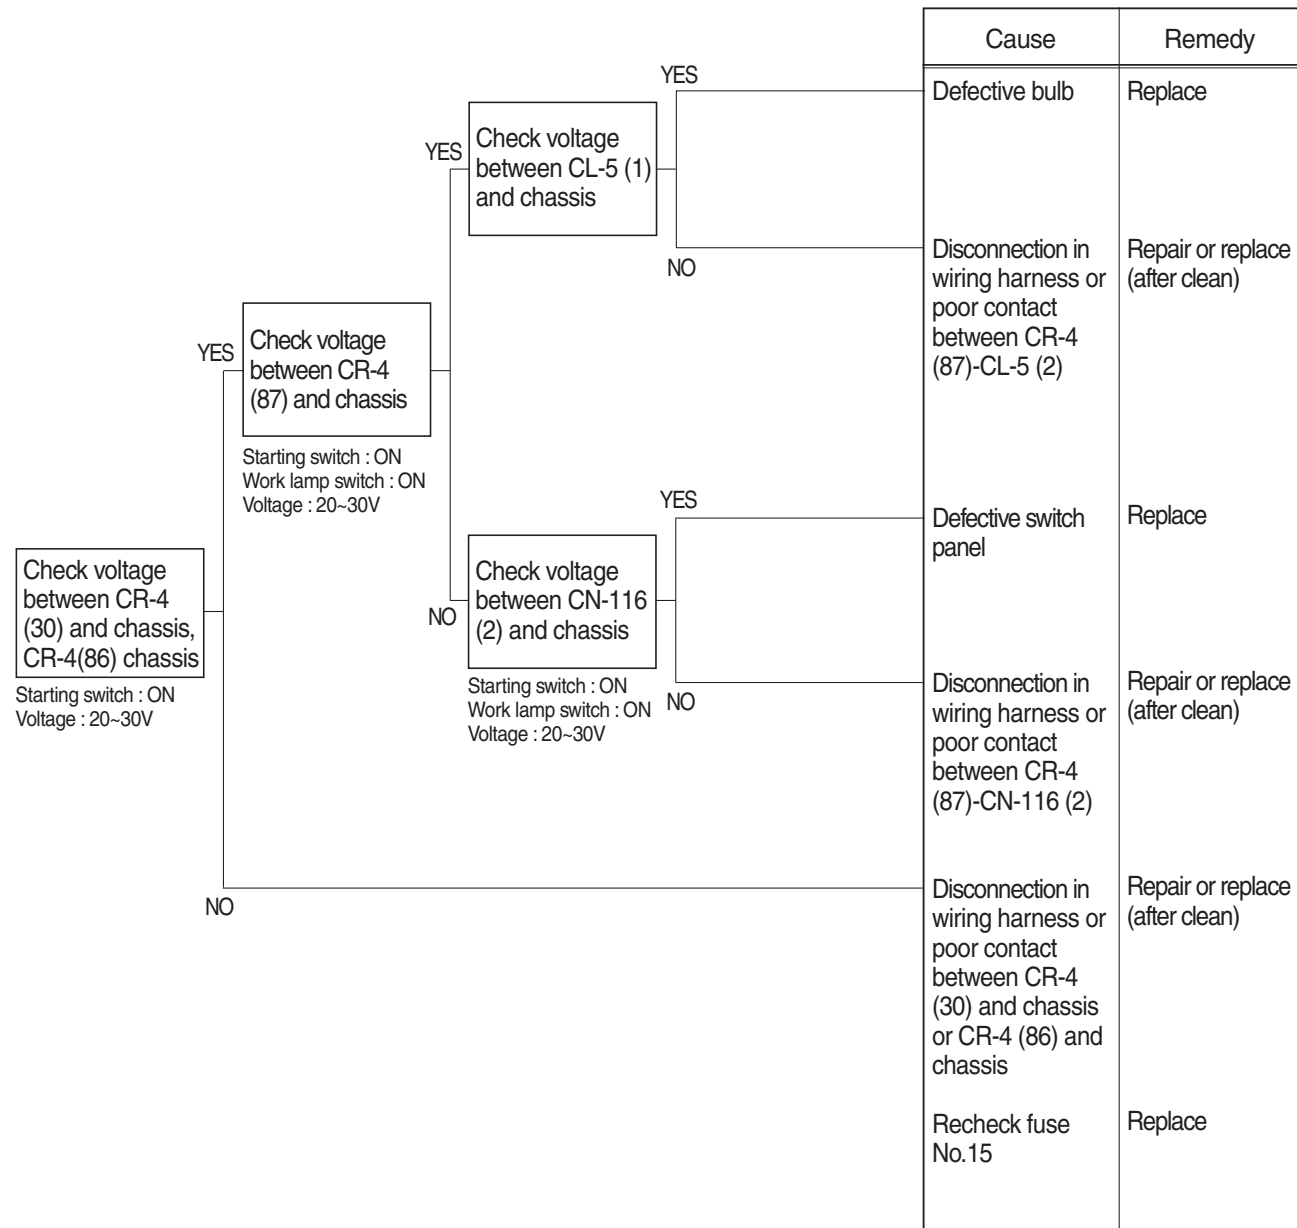 Cause
Remedy
YES
Defective bulb
Replace
YES
Check voltage
between CL-5 (1)
and chassis
NO
Disconnection in
wiring harness or
poor contact
between CR-4
(87)-CL-5 (2)
Repair or replace
(after clean)
YES
Check voltage
between CR-4
(87) and chassis
Starting switch : ON
Work lamp switch : ON
Voltage : 20~30V
YES
Defective switch
panel
Replace
NO
Check voltage
between CN-116
(2) and chassis
Starting switch : ON
Work lamp switch : ON
Voltage : 20~30V
NO
Disconnection in
wiring harness or
poor contact
between CR-4
(87)-CN-116 (2)
Repair or replace
(after clean)
Check voltage
between CR-4
(30) and chassis,
CR-4(86) chassis
Starting switch : ON
Voltage : 20~30V
NO
Disconnection in
wiring harness or
poor contact
between CR-4
(30) and chassis
or CR-4 (86) and
chassis
Repair or replace
(after clean)
Recheck fuse
No.15
Replace